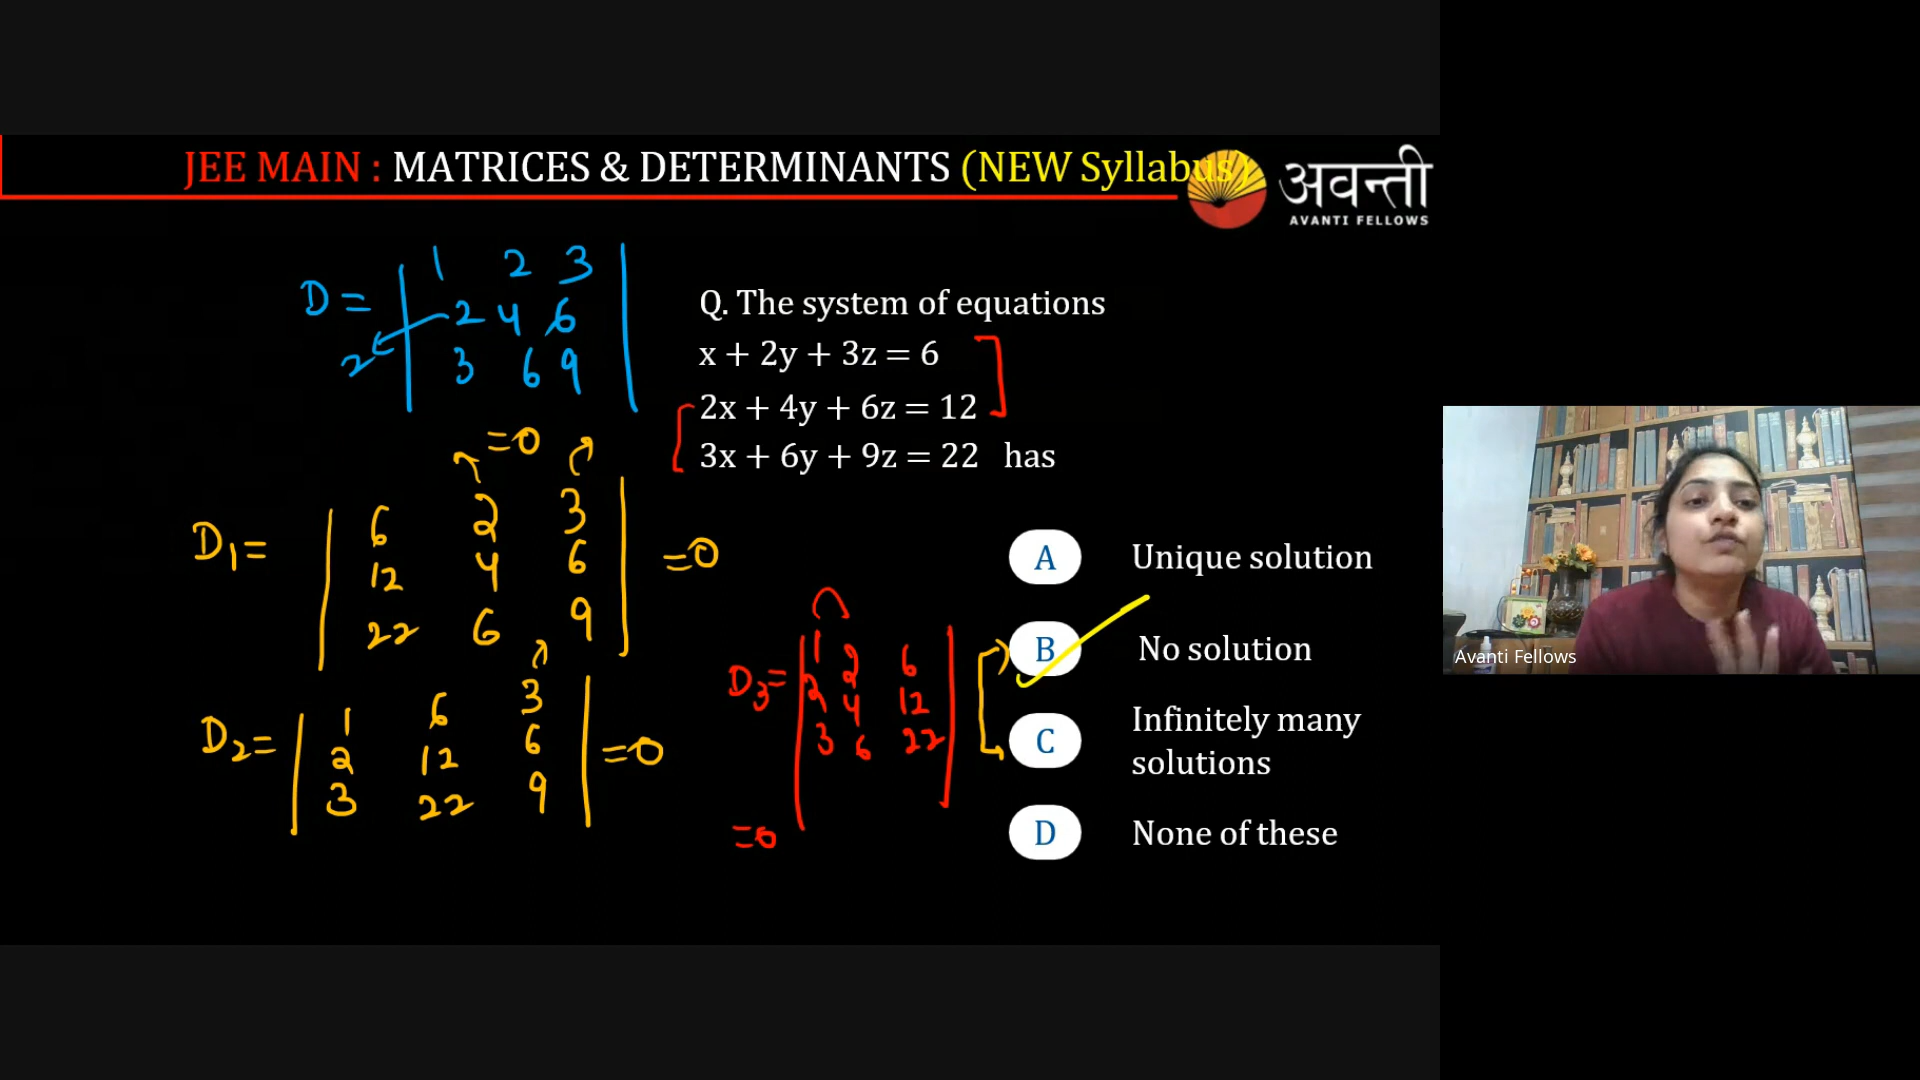 JEE MAIN : MATRICES & DETERMINANTS (NEW Syllabus)
अवन्ती
AVANTI FELLOWS
D = | 1 2 3 |
2 4 6
2
3 6 9
= 0
Q. The system of equations
x + 2y + 3z = 6
2x + 4y + 6z = 12
3x + 6y + 9z = 22 has
D1 = | 6 2 3 | = 0
12 4 6
22 6 9
D2 = | 1 6 3 | = 0
2 12 6
3 22 9
D3 = | 1 2 6 |
2 4 12
3 6 22
= 0
A Unique solution
B No solution
C Infinitely many
solutions
D None of these
Avanti Fellows